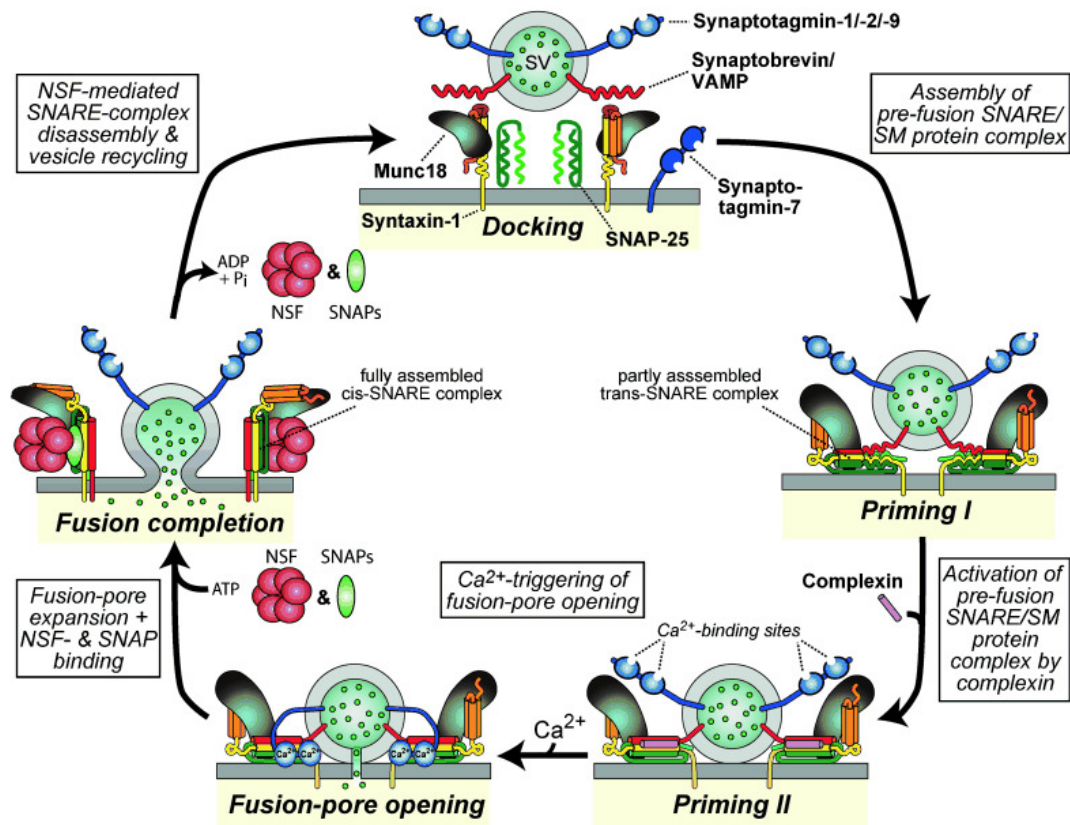 Synaptotagmin-1/-2/-9
SV
Synaptobrevin/
VAMP
NSF-mediated
SNARE-complex
disassembly &
vesicle recycling
Assembly of
pre-fusion SNARE/
SM protein complex
Munc18
Syntaxin-1
Docking
SNAP-25
Synapto-
tagmin-7
ADP
+ Pi
&
NSF
SNAPs
fully assembled
cis-SNARE complex
partly asssembled
trans-SNARE complex
Fusion completion
Priming I
NSF
SNAPs
ATP
&
Fusion-pore
expansion +
NSF- & SNAP
binding
Ca2+-triggering of
fusion-pore opening
Complexin
Activation of
pre-fusion
SNARE/SM
protein
complex by
complexin
Ca2+-binding sites
Ca2+
Ca2+
Ca2+
Ca2+
Ca2+
Fusion-pore opening
Priming II